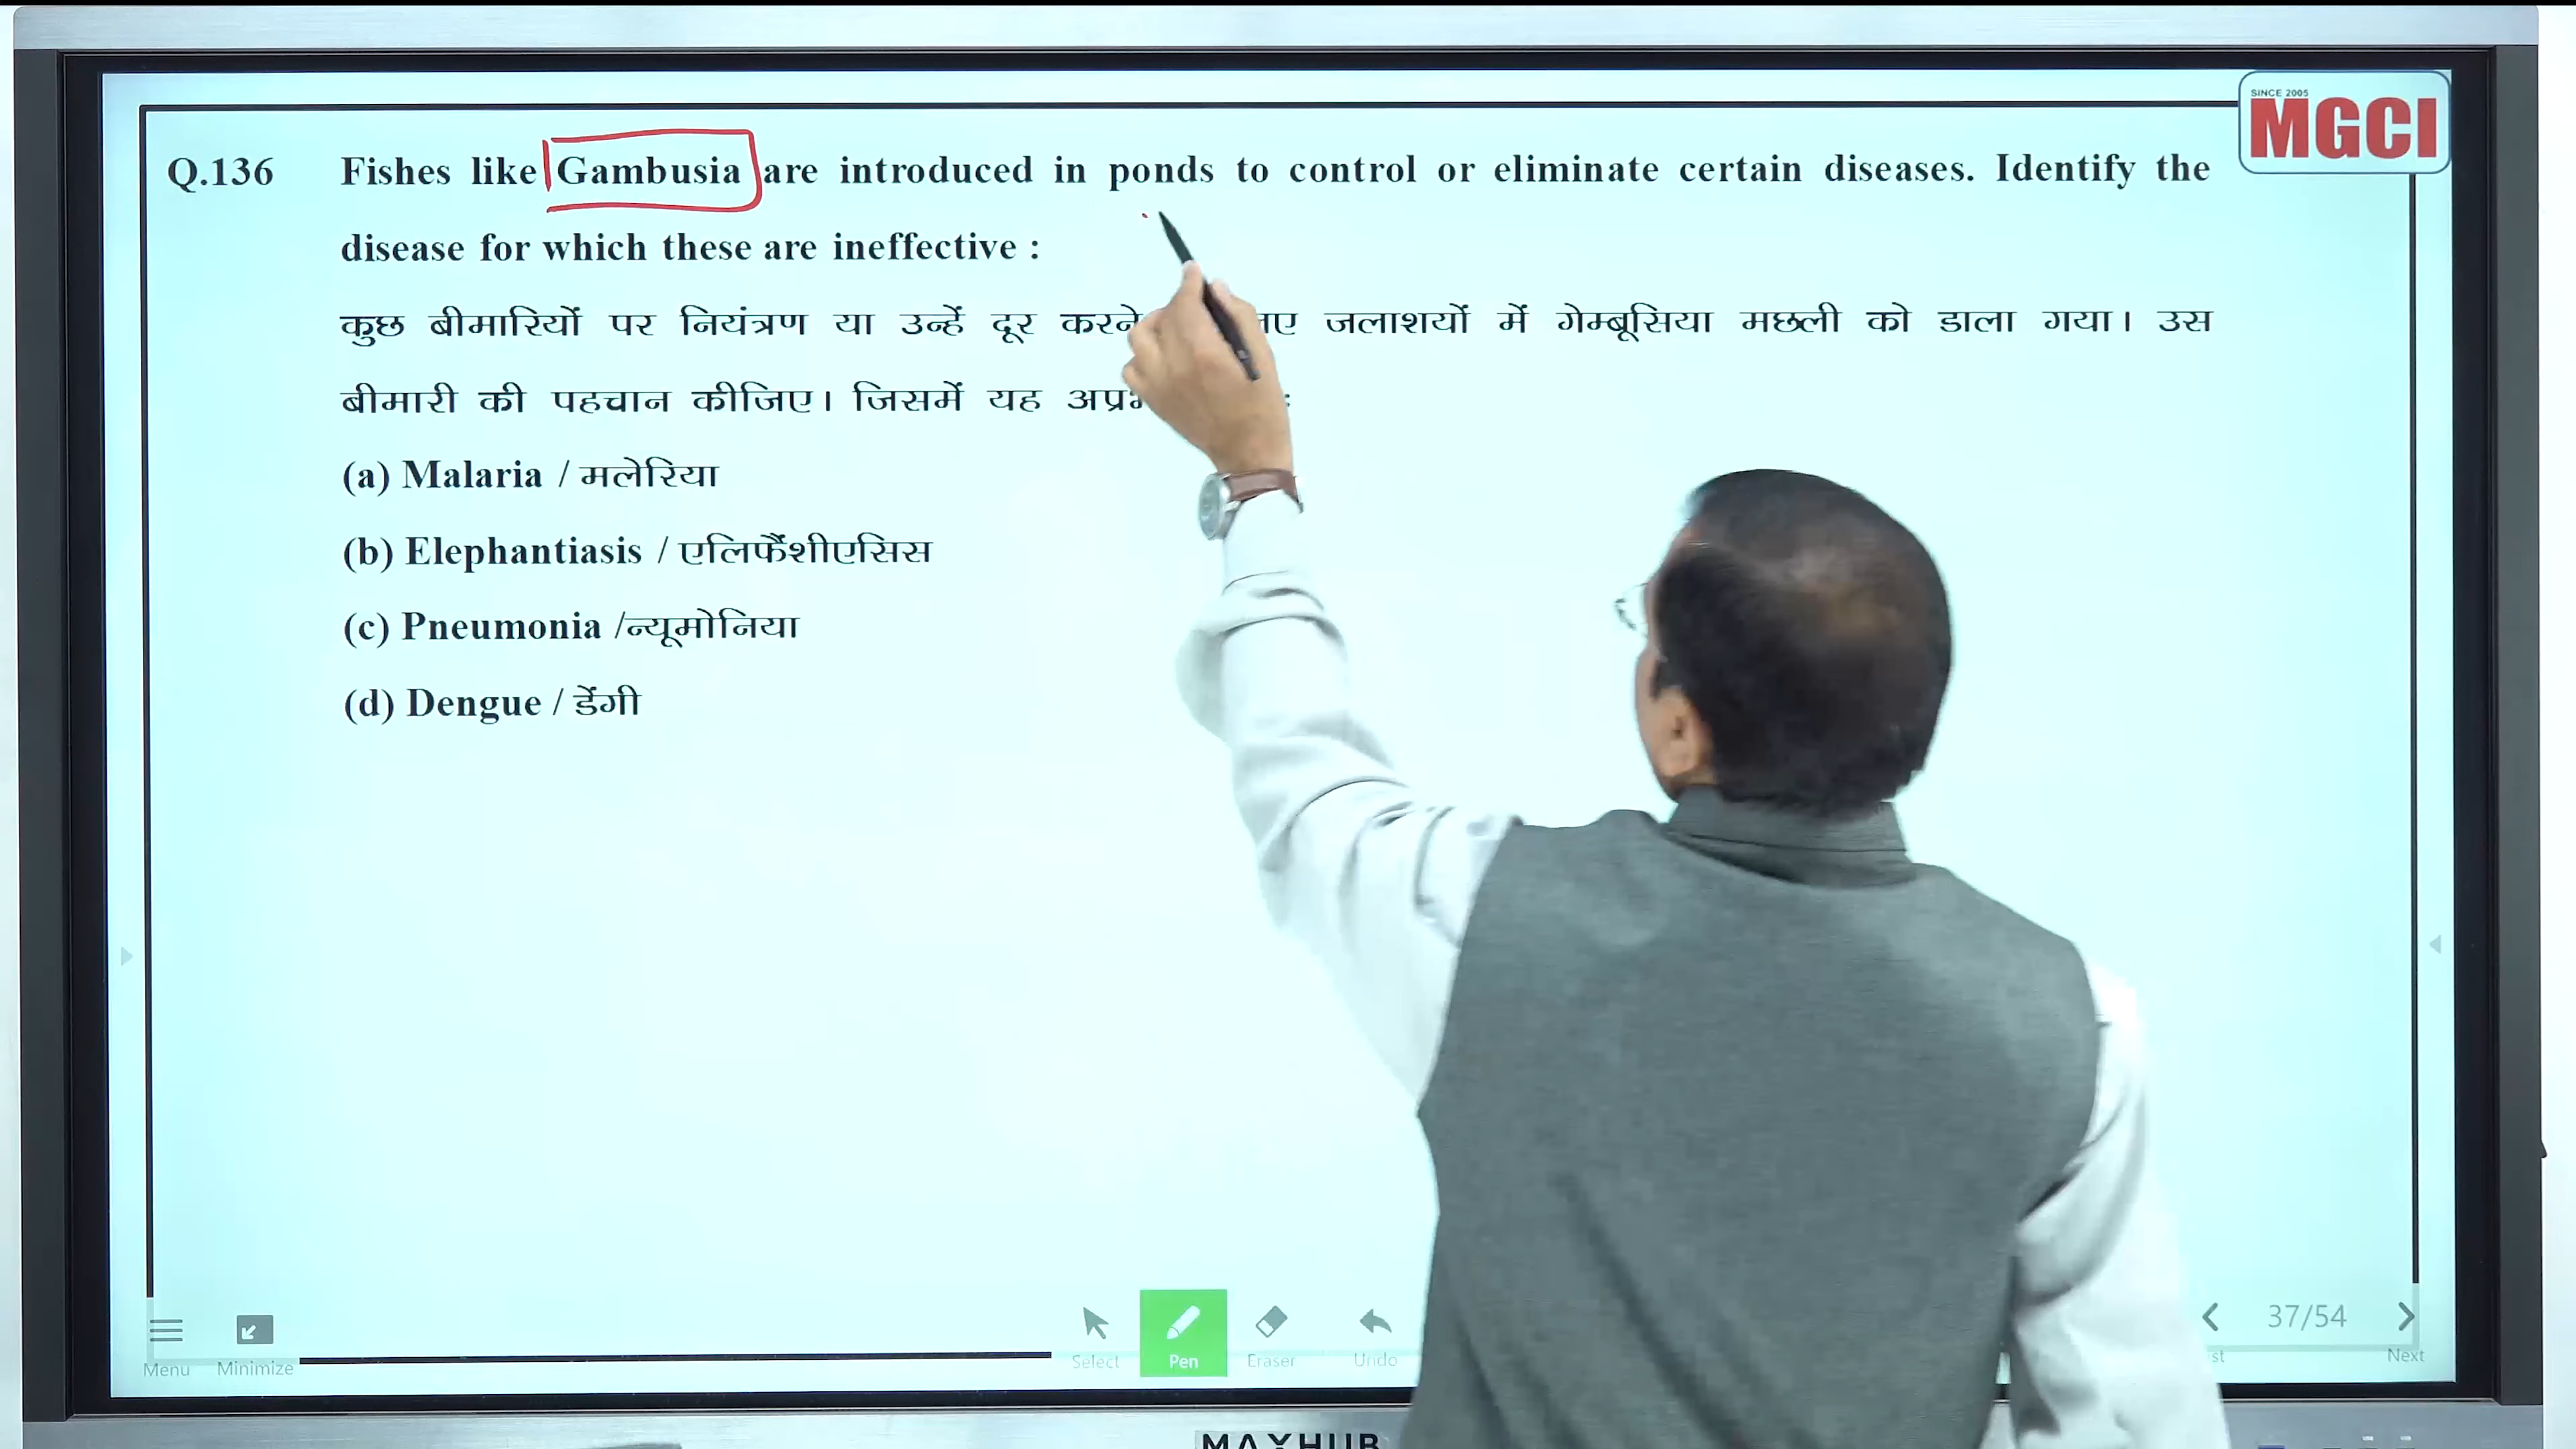 SINCE 2005
MGCI
Q.136 Fishes like Gambusia are introduced in ponds to control or eliminate certain diseases. Identify the
disease for which these are ineffective :
कुछ बीमारियों पर नियंत्रण या उन्हें दूर करने जलाशयों में गेम्बूसिया मछली को डाला गया। उस
बीमारी की पहचान कीजिए। जिसमें यह
(a) Malaria / मलेरिया
(b) Elephantiasis / एलिफैंशीएसिस
(c) Pneumonia /न्यूमोनिया
(d) Dengue / डेंगी
37/54
Menu Minimize Select Pen Eraser Undo Next
MAXHUB